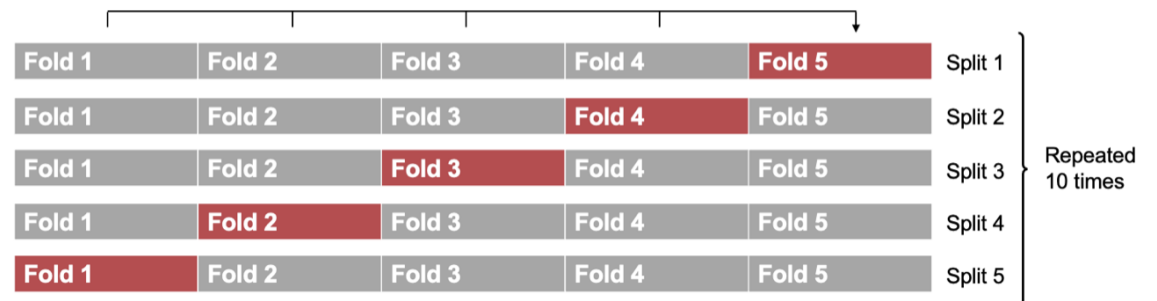 Fold 1 Fold 2 Fold 3 Fold 4 Fold 5 Split 1
Fold 1 Fold 2 Fold 3 Fold 4 Fold 5 Split 2
Fold 1 Fold 2 Fold 3 Fold 4 Fold 5 Split 3
Fold 1 Fold 2 Fold 3 Fold 4 Fold 5 Split 4
Fold 1 Fold 2 Fold 3 Fold 4 Fold 5 Split 5
Repeated
10 times